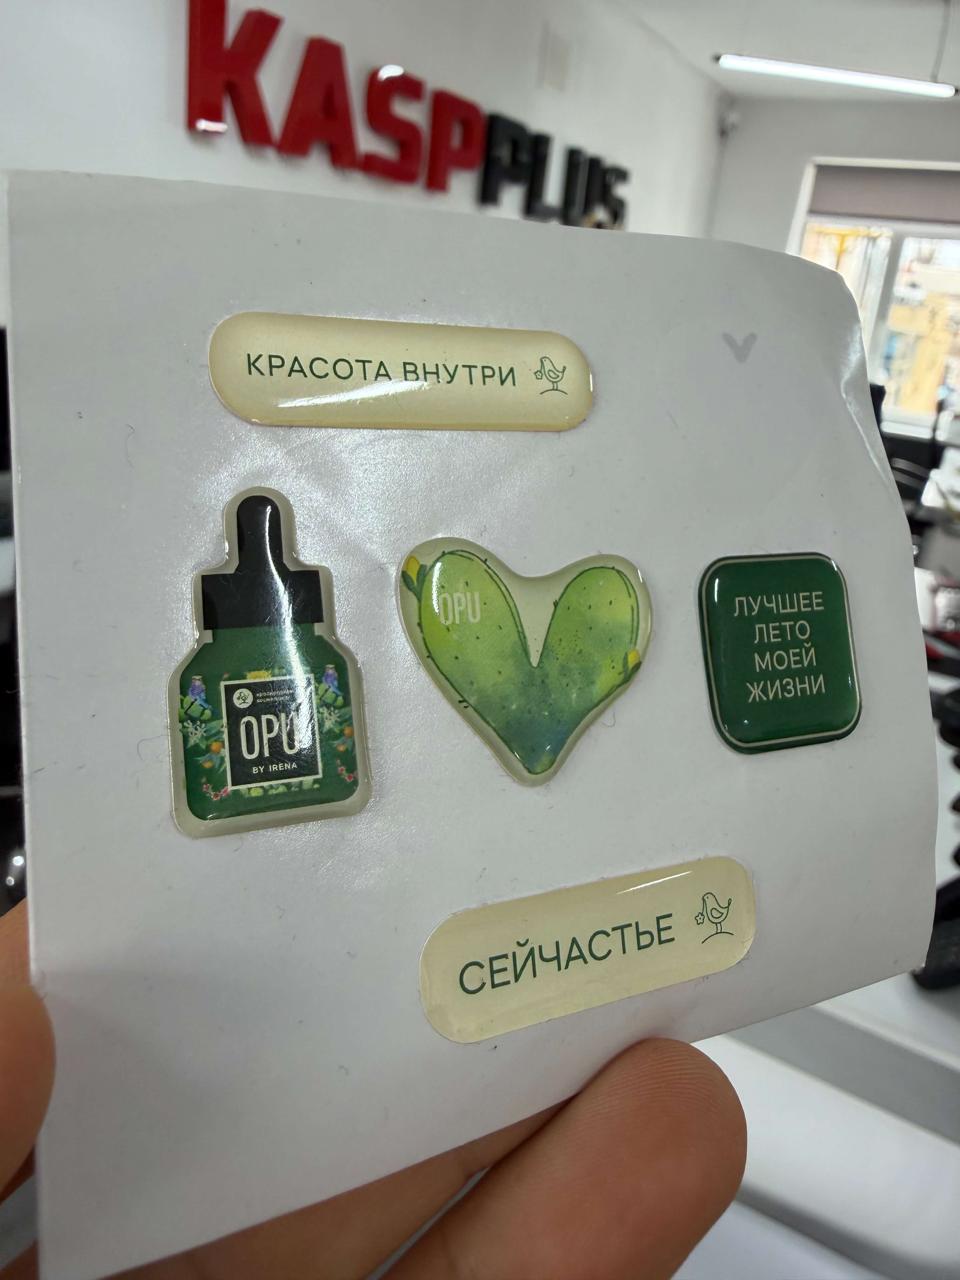 KASPPLUS
КРАСОТА ВНУТРИ
OPU
BY IRENA
OPU
ЛУЧШЕЕ
ЛЕТО
МОЕЙ
ЖИЗНИ
СЕЙЧАСТЬЕ